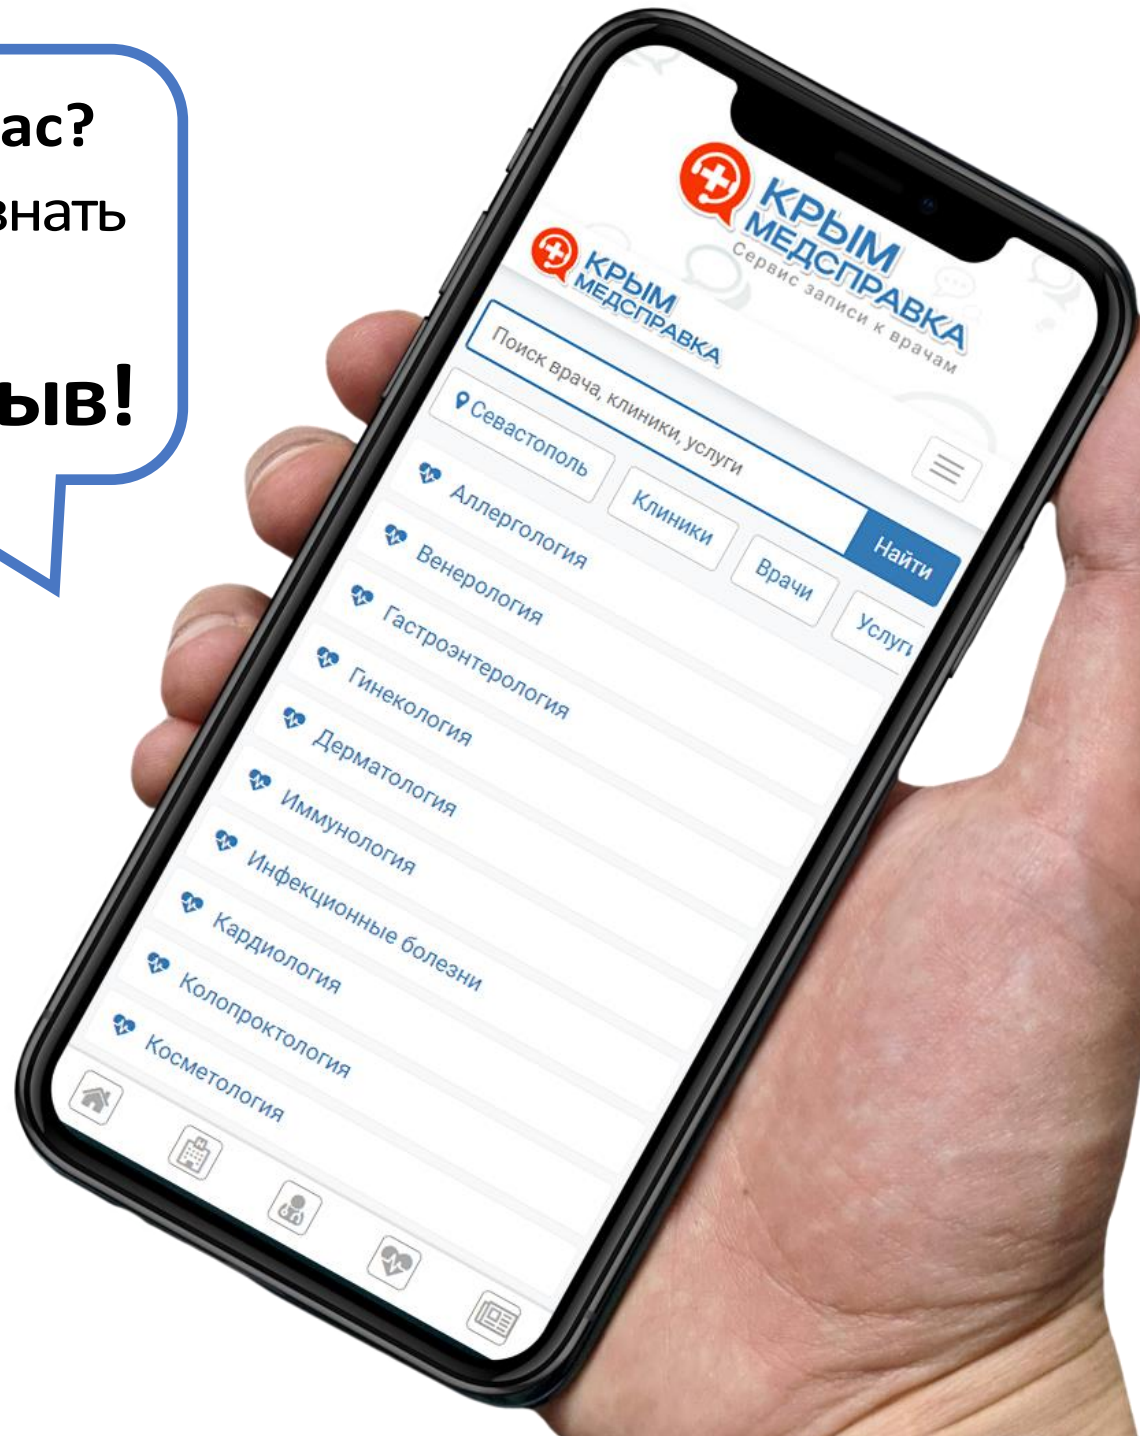 ас?
знать
ыв!
КРЫМ
МЕДСПРАВКА
Сервис записи к врачам
КРЫМ
МЕДСПРАВКА
Поиск врача, клиники, услуги
Найти
Севастополь
Клиники
Врачи
Услуги
Аллергология
Венерология
Гастроэнтерология
Гинекология
Дерматология
Иммунология
Инфекционные болезни
Кардиология
Колопроктология
Косметология